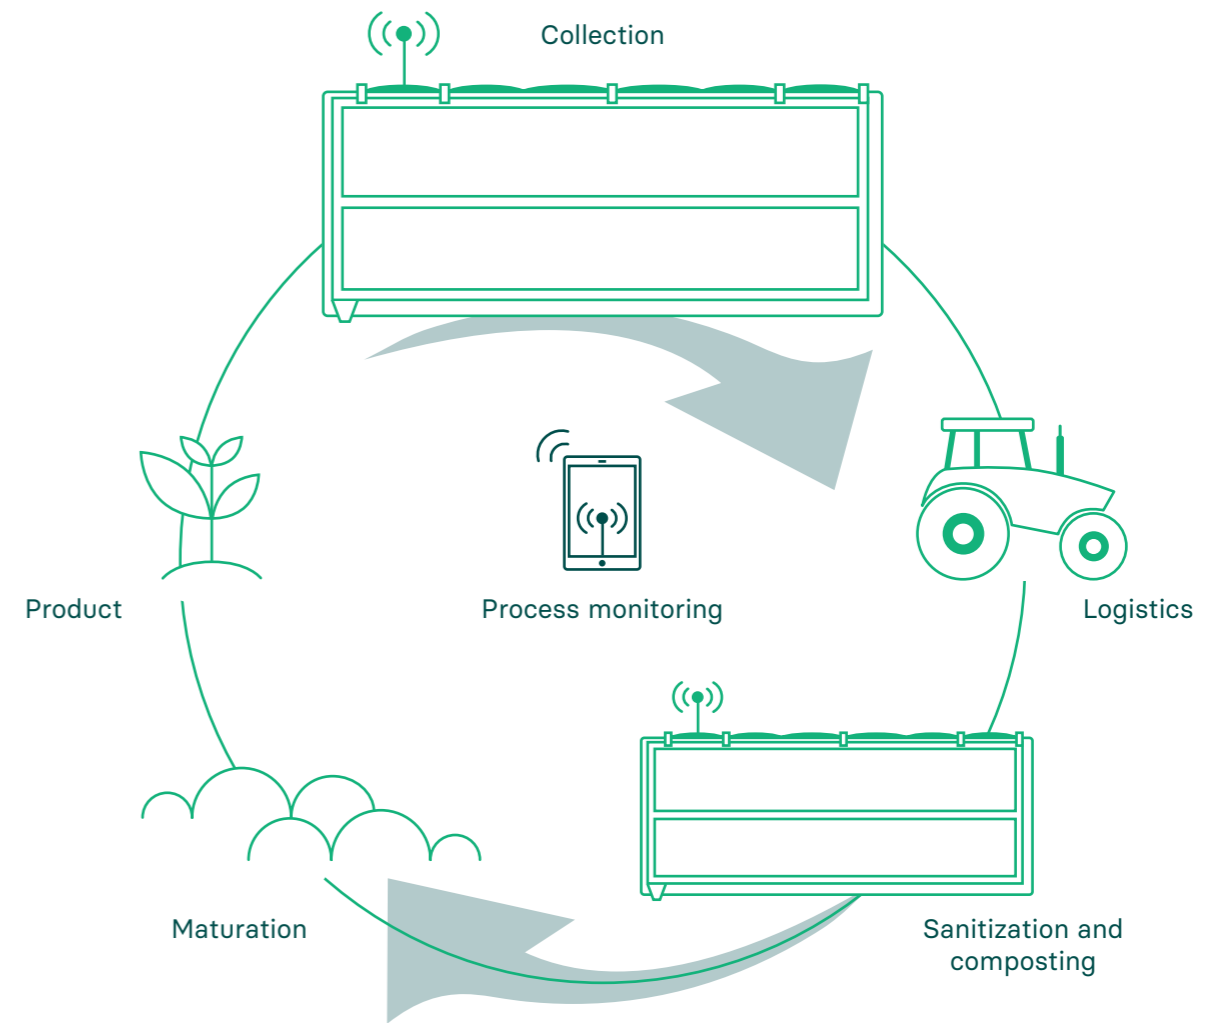 Collection
Product
Process monitoring
Logistics
Maturation
Sanitization and
composting